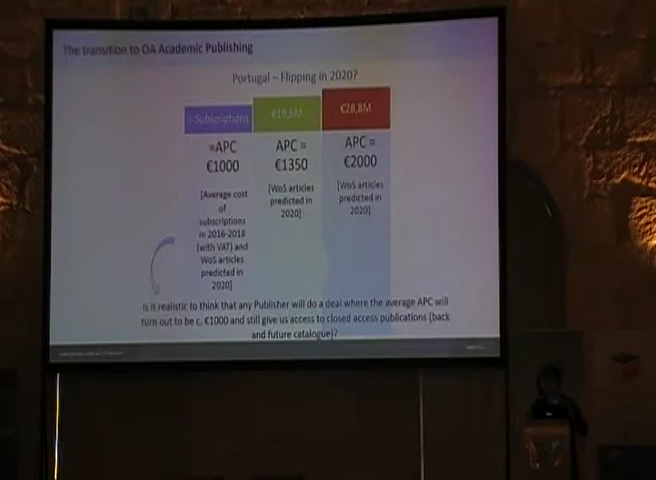 The transition to OA Academic Publishing
Portugal – Flipping in 2020?
=Subscriptions €19,5M €28,8M
=APC
€1000
[Average cost
of
subscriptions
in 2016-2018
(with VAT) and
WoS articles
predicted in
2020]
APC =
€1350
[WoS articles
predicted in
2020]
APC =
€2000
[WoS articles
predicted in
2020]
Is it realistic to think that any Publisher will do a deal where the average APC will
turn out to be c. €1000 and still give us access to closed access publications (back
and future catalogue)?